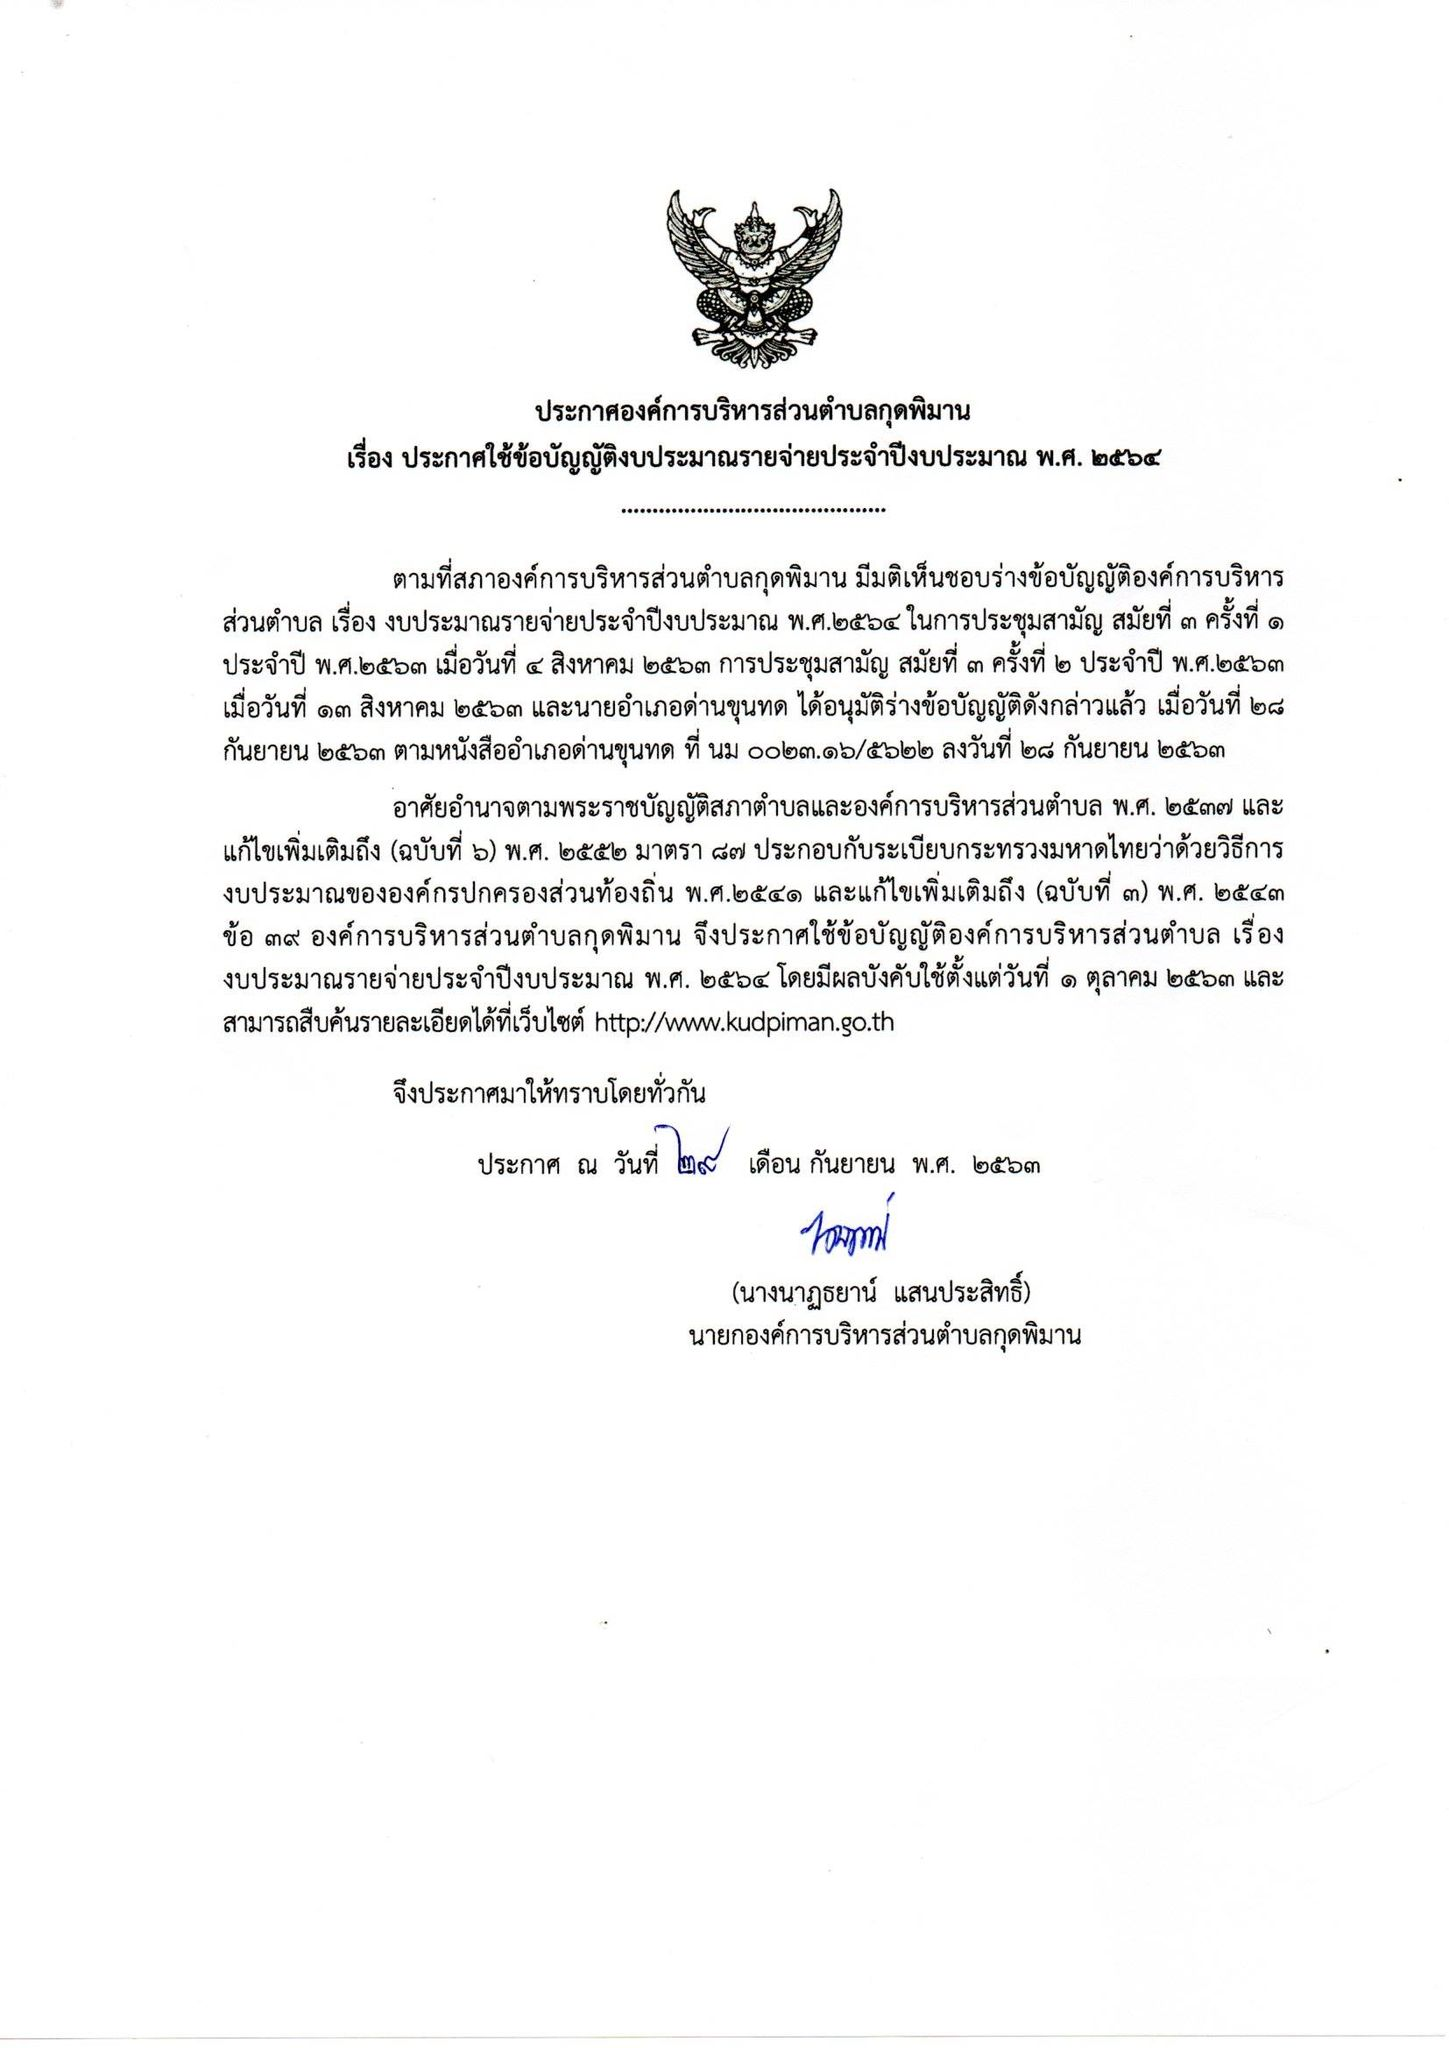 ประกาศองค์การบริหารส่วนตำบลกุดพิมาน
เรื่อง ประกาศใช้ข้อบัญญัติงบประมาณรายจ่ายประจำปีงบประมาณ พ.ศ. ๒๕๖๔
...........................................
ตามที่สภาองค์การบริหารส่วนตำบลกุดพิมาน มีมติเห็นชอบร่างข้อบัญญัติองค์การบริหาร
ส่วนตำบล เรื่อง งบประมาณรายจ่ายประจำปีงบประมาณ พ.ศ.๒๕๖๔ ในการประชุมสามัญ สมัยที่ ๓ ครั้งที่ ๑
ประจำปี พ.ศ.๒๕๖๓ เมื่อวันที่ ๔ สิงหาคม ๒๕๖๓ การประชุมสามัญ สมัยที่ ๓ ครั้งที่ ๒ ประจำปี พ.ศ.๒๕๖๓
เมื่อวันที่ ๑๓ สิงหาคม ๒๕๖๓ และนายอำเภอด่านขุนทด ได้อนุมัติร่างข้อบัญญัติดังกล่าวแล้ว เมื่อวันที่ ๒๘
กันยายน ๒๕๖๓ ตามหนังสืออำเภอด่านขุนทด ที่ นม ๐๐๒๓.๑๖/๕๖๒๒ ลงวันที่ ๒๘ กันยายน ๒๕๖๓
อาศัยอำนาจตามพระราชบัญญัติสภาตำบลและองค์การบริหารส่วนตำบล พ.ศ. ๒๕๓๗ และ
แก้ไขเพิ่มเติมถึง (ฉบับที่ ๖) พ.ศ. ๒๕๕๒ มาตรา ๘๗ ประกอบกับระเบียบกระทรวงมหาดไทยว่าด้วยวิธีการ
งบประมาณขององค์กรปกครองส่วนท้องถิ่น พ.ศ.๒๕๔๑ และแก้ไขเพิ่มเติมถึง (ฉบับที่ ๓) พ.ศ. ๒๕๔๓
ข้อ ๓๙ องค์การบริหารส่วนตำบลกุดพิมาน จึงประกาศใช้ข้อบัญญัติองค์การบริหารส่วนตำบล เรื่อง
งบประมาณรายจ่ายประจำปีงบประมาณ พ.ศ. ๒๕๖๔ โดยมีผลบังคับใช้ตั้งแต่วันที่ ๑ ตุลาคม ๒๕๖๓ และ
สามารถสืบค้นรายละเอียดได้ที่เว็บไซต์ http://www.kudpiman.go.th
จึงประกาศมาให้ทราบโดยทั่วกัน
ประกาศ ณ วันที่ ๒๙ เดือน กันยายน พ.ศ. ๒๕๖๓
(นางนาฏธยาน์ แสนประสิทธิ์)
นายกองค์การบริหารส่วนตำบลกุดพิมาน